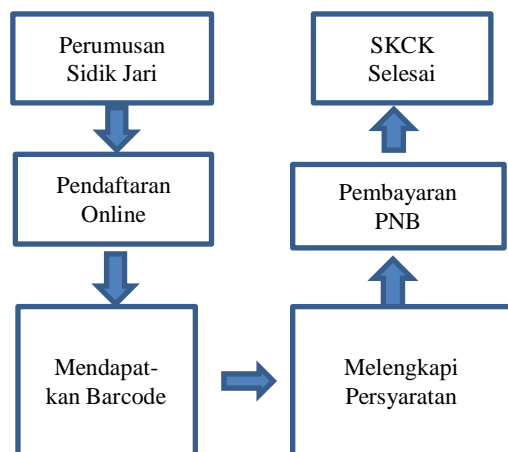 Perumusan
Sidik Jari
Pendaftaran
Online
Mendapat-
kan Barcode
Melengkapi
Persyaratan
Pembayaran
PNB
SKCK
Selesai